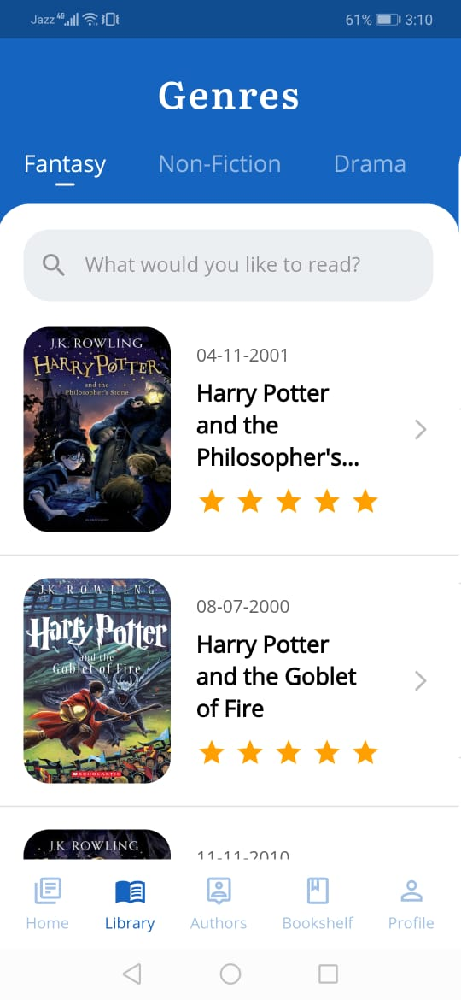 Jazz 4G 61% 3:10
Genres
Fantasy Non-Fiction Drama
What would you like to read?
J.K. ROWLING
HARRY POTTER
and the
Philosopher's Stone
BLOOMSBURY
04-11-2001
Harry Potter
and the
Philosopher's...
JK ROWLING
Harry Potter
and the
Goblet of Fire
SCHOLASTIC
08-07-2000
Harry Potter
and the Goblet
of Fire
J.K. ROWLING
11-11-2010
Home Library Authors Bookshelf Profile